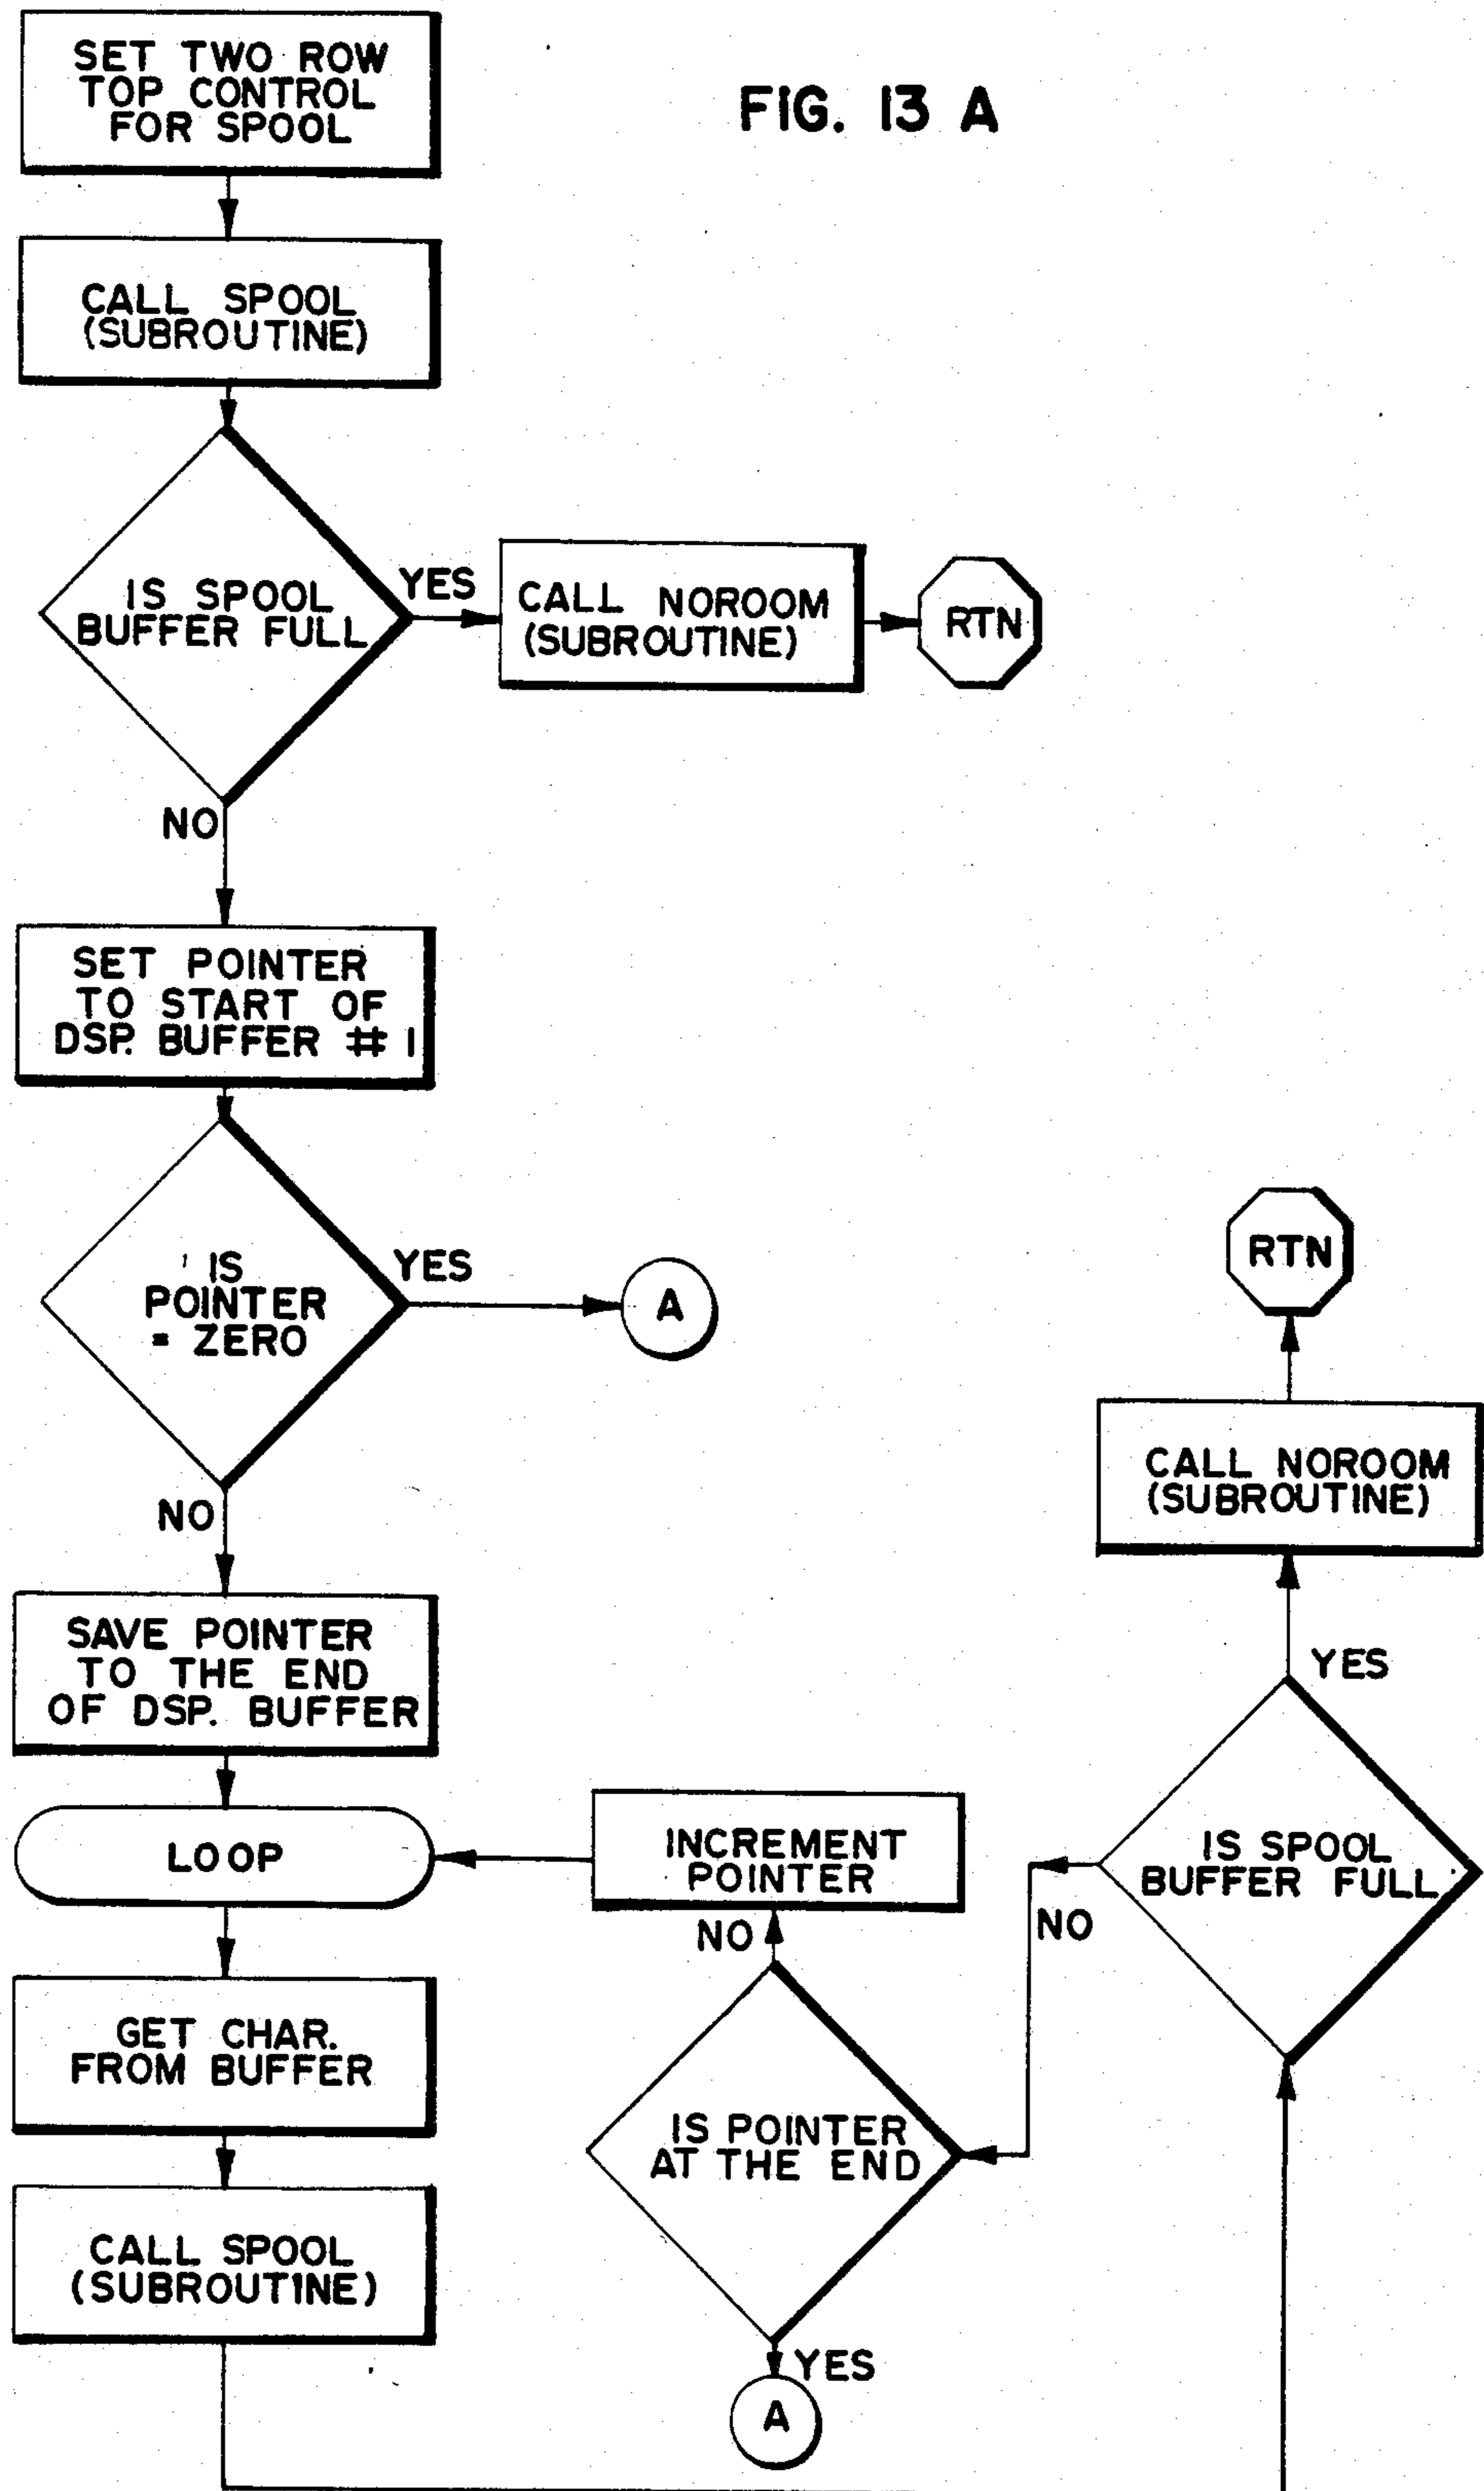 FIG. 13 A
SET TWO ROW
TOP CONTROL
FOR SPOOL
CALL SPOOL
(SUBROUTINE)
IS SPOOL
BUFFER FULL
YES
CALL NOROOM
(SUBROUTINE)
RTN
NO
SET POINTER
TO START OF
DSP. BUFFER # 1
IS
POINTER
= ZERO
YES
A
NO
SAVE POINTER
TO THE END
OF DSP. BUFFER
LOOP
GET CHAR.
FROM BUFFER
CALL SPOOL
(SUBROUTINE)
IS SPOOL
BUFFER FULL
YES
CALL NOROOM
(SUBROUTINE)
RTN
NO
IS POINTER
AT THE END
NO
INCREMENT
POINTER
YES
A